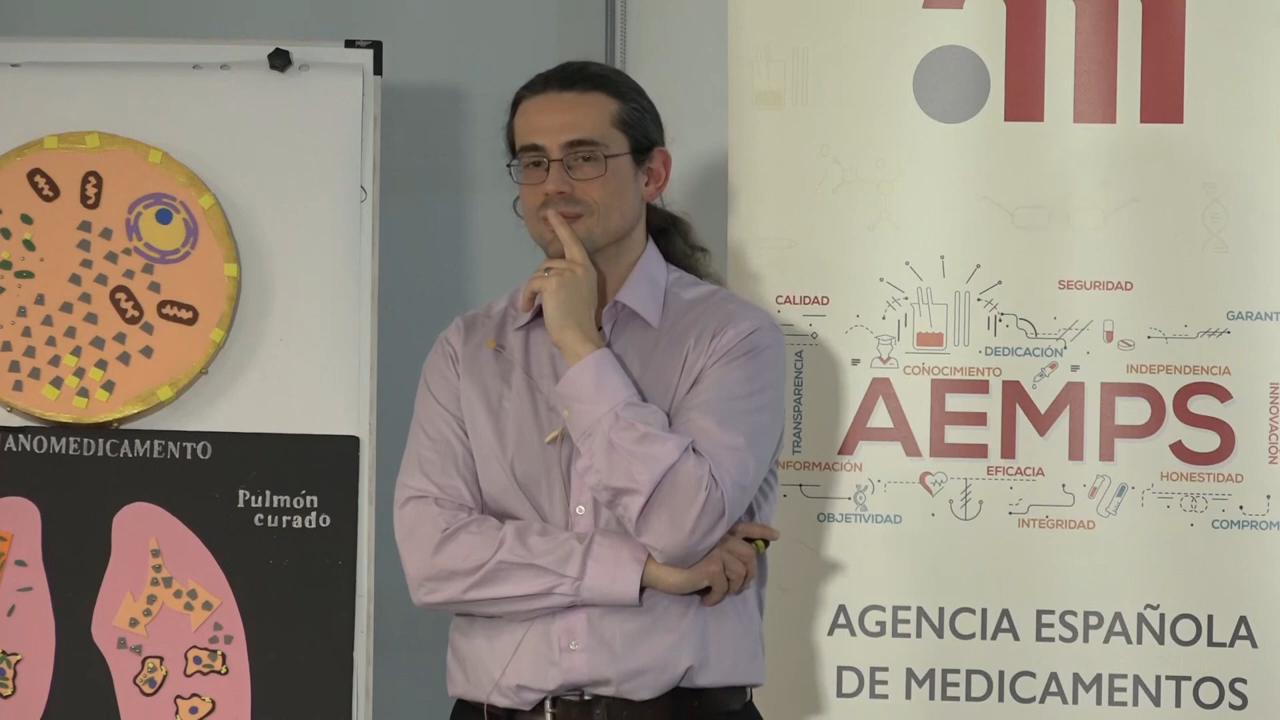 ANOMEDICAMENTO
Pulmón
curado
CALIDAD
SEGURIDAD
GARANT
DEDICACIÓN
CONOCIMIENTO
INDEPENDENCIA
TRANSPARENCIA
AEMPS
INNOVACIÓN
NFORMACIÓN
EFICACIA
HONESTIDAD
OBJETIVIDAD
INTEGRIDAD
COMPROM
AGENCIA ESPAÑOLA
DE MEDICAMENTOS